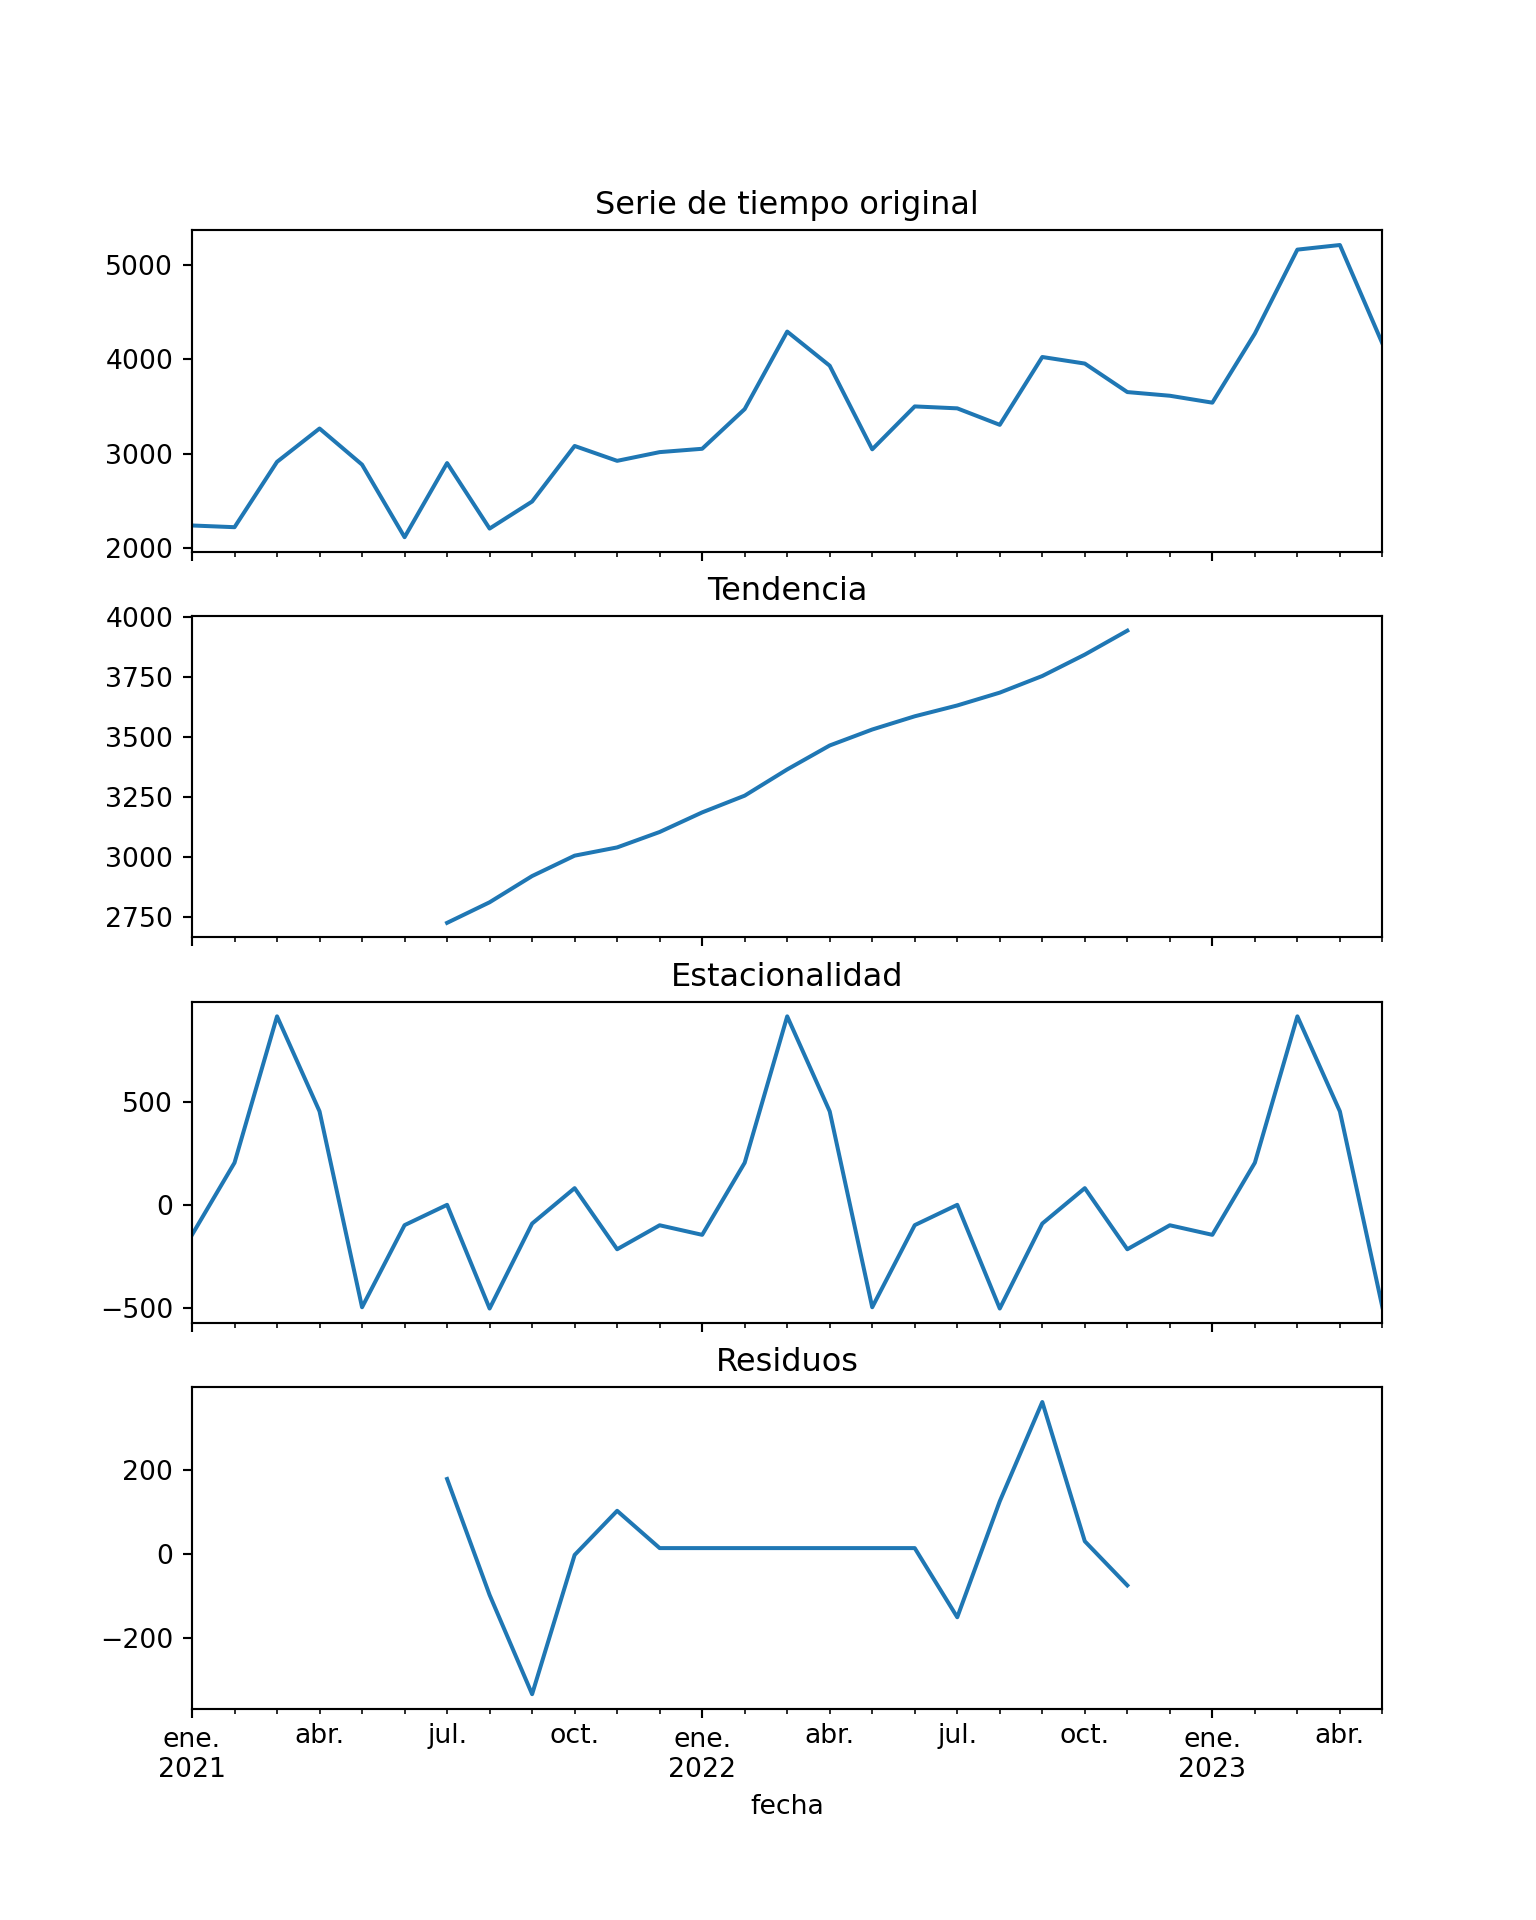 Serie de tiempo original
5000
4000
3000
2000
Tendencia
4000
3750
3500
3250
3000
2750
Estacionalidad
500
0
−500
Residuos
200
0
−200
ene. abr. jul. oct. ene. abr. jul. oct. ene. abr.
2021 2022 2023
fecha